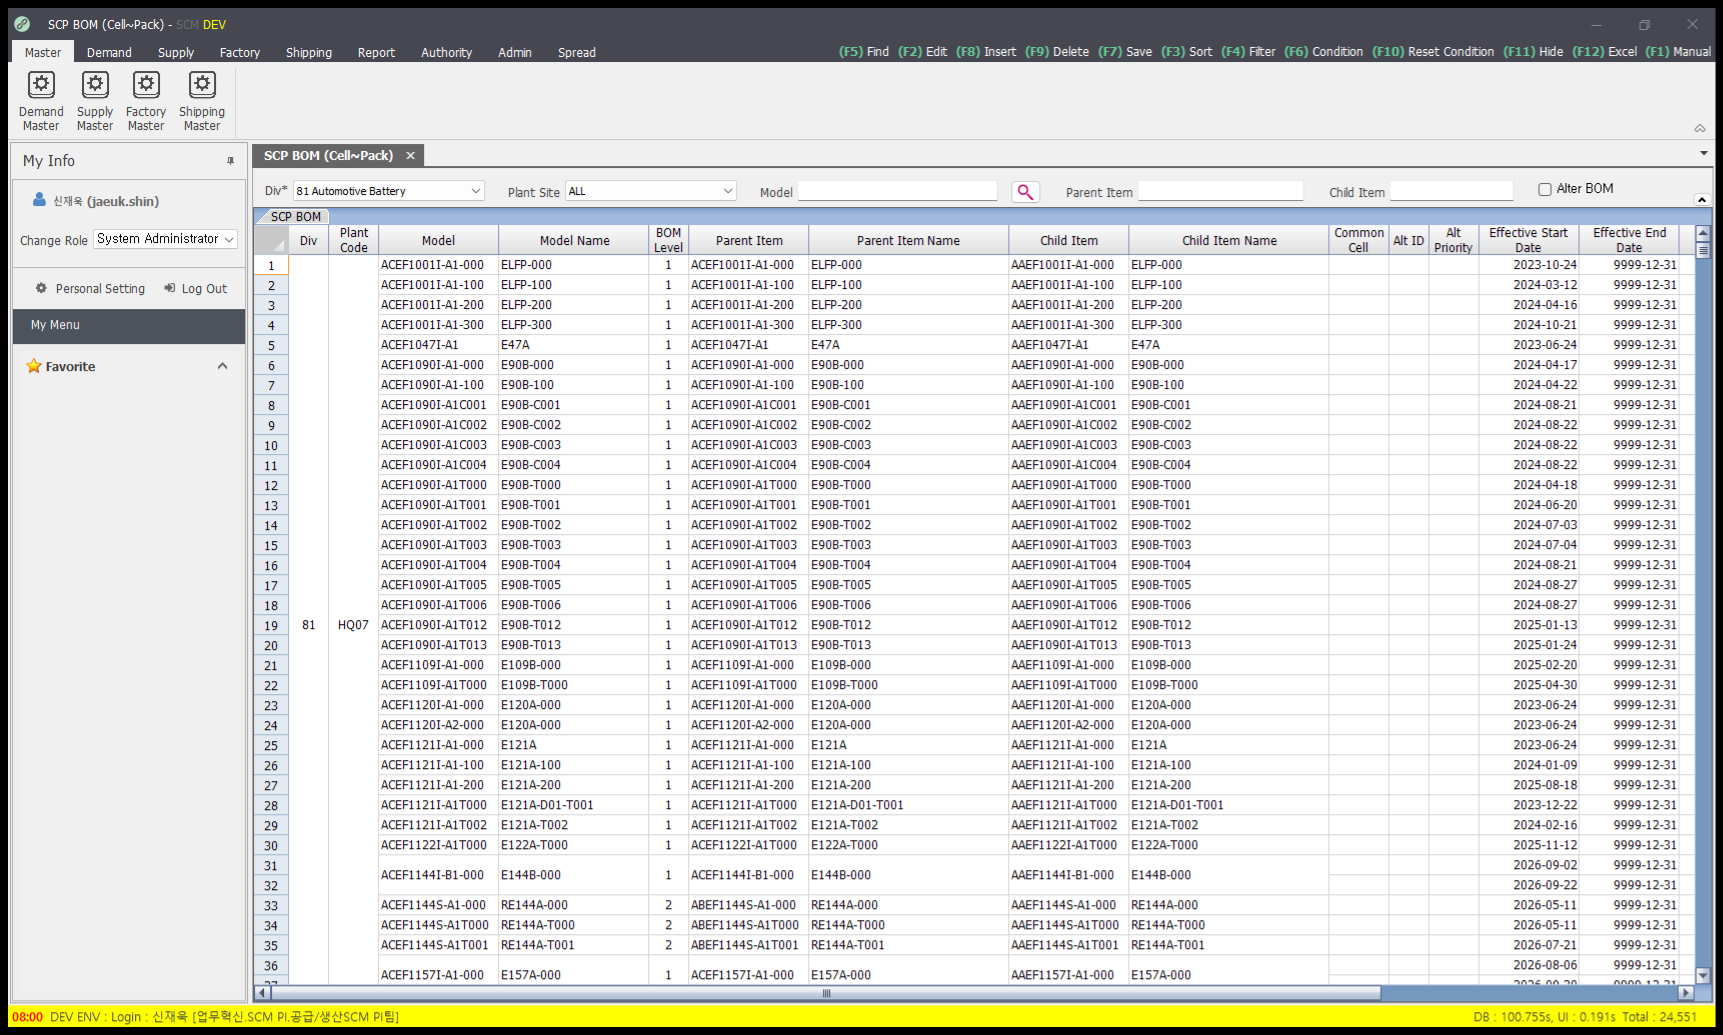 SCP BOM (Cell~Pack) - SCM DEV
Master Demand Supply Factory Shipping Report Authority Admin Spread (F5) Find (F2) Edit (F8) Insert (F9) Delete (F7) Save (F3) Sort (F4) Filter (F6) Condition (F10) Reset Condition (F11) Hide (F12) Excel (F1) Manual
Demand Master Supply Master Factory Master Shipping Master
My Info
신재욱 (jaeuk.shin)
Change Role System Administrator
Personal Setting Log Out
My Menu
Favorite
SCP BOM (Cell~Pack)
Div* 81 Automotive Battery Plant Site ALL Model Parent Item Child Item Alter BOM
SCP BOM
Div Plant Code Model Model Name BOM Level Parent Item Parent Item Name Child Item Child Item Name Common Cell Alt ID Alt Priority Effective Start Date Effective End Date
1 ACEF1001I-A1-000 ELFP-000 1 ACEF1001I-A1-000 ELFP-000 AAEF1001I-A1-000 ELFP-000 2023-10-24 9999-12-31
2 ACEF1001I-A1-100 ELFP-100 1 ACEF1001I-A1-100 ELFP-100 AAEF1001I-A1-100 ELFP-100 2024-03-12 9999-12-31
3 ACEF1001I-A1-200 ELFP-200 1 ACEF1001I-A1-200 ELFP-200 AAEF1001I-A1-200 ELFP-200 2024-04-16 9999-12-31
4 ACEF1001I-A1-300 ELFP-300 1 ACEF1001I-A1-300 ELFP-300 AAEF1001I-A1-300 ELFP-300 2024-10-21 9999-12-31
5 ACEF1047I-A1 E47A 1 ACEF1047I-A1 E47A AAEF1047I-A1 E47A 2023-06-24 9999-12-31
6 ACEF1090I-A1-000 E90B-000 1 ACEF1090I-A1-000 E90B-000 AAEF1090I-A1-000 E90B-000 2024-04-17 9999-12-31
7 ACEF1090I-A1-100 E90B-100 1 ACEF1090I-A1-100 E90B-100 AAEF1090I-A1-100 E90B-100 2024-04-22 9999-12-31
8 ACEF1090I-A1C001 E90B-C001 1 ACEF1090I-A1C001 E90B-C001 AAEF1090I-A1C001 E90B-C001 2024-08-21 9999-12-31
9 ACEF1090I-A1C002 E90B-C002 1 ACEF1090I-A1C002 E90B-C002 AAEF1090I-A1C002 E90B-C002 2024-08-22 9999-12-31
10 ACEF1090I-A1C003 E90B-C003 1 ACEF1090I-A1C003 E90B-C003 AAEF1090I-A1C003 E90B-C003 2024-08-22 9999-12-31
11 ACEF1090I-A1C004 E90B-C004 1 ACEF1090I-A1C004 E90B-C004 AAEF1090I-A1C004 E90B-C004 2024-08-22 9999-12-31
12 ACEF1090I-A1T000 E90B-T000 1 ACEF1090I-A1T000 E90B-T000 AAEF1090I-A1T000 E90B-T000 2024-04-18 9999-12-31
13 ACEF1090I-A1T001 E90B-T001 1 ACEF1090I-A1T001 E90B-T001 AAEF1090I-A1T001 E90B-T001 2024-06-20 9999-12-31
14 ACEF1090I-A1T002 E90B-T002 1 ACEF1090I-A1T002 E90B-T002 AAEF1090I-A1T002 E90B-T002 2024-07-03 9999-12-31
15 ACEF1090I-A1T003 E90B-T003 1 ACEF1090I-A1T003 E90B-T003 AAEF1090I-A1T003 E90B-T003 2024-07-04 9999-12-31
16 ACEF1090I-A1T004 E90B-T004 1 ACEF1090I-A1T004 E90B-T004 AAEF1090I-A1T004 E90B-T004 2024-08-21 9999-12-31
17 ACEF1090I-A1T005 E90B-T005 1 ACEF1090I-A1T005 E90B-T005 AAEF1090I-A1T005 E90B-T005 2024-08-27 9999-12-31
18 ACEF1090I-A1T006 E90B-T006 1 ACEF1090I-A1T006 E90B-T006 AAEF1090I-A1T006 E90B-T006 2024-08-27 9999-12-31
19 81 HQ07 ACEF1090I-A1T012 E90B-T012 1 ACEF1090I-A1T012 E90B-T012 AAEF1090I-A1T012 E90B-T012 2025-01-13 9999-12-31
20 ACEF1090I-A1T013 E90B-T013 1 ACEF1090I-A1T013 E90B-T013 AAEF1090I-A1T013 E90B-T013 2025-01-24 9999-12-31
21 ACEF1109I-A1-000 E109B-000 1 ACEF1109I-A1-000 E109B-000 AAEF1109I-A1-000 E109B-000 2025-02-20 9999-12-31
22 ACEF1109I-A1T000 E109B-T000 1 ACEF1109I-A1T000 E109B-T000 AAEF1109I-A1T000 E109B-T000 2025-04-30 9999-12-31
23 ACEF1120I-A1-000 E120A-000 1 ACEF1120I-A1-000 E120A-000 AAEF1120I-A1-000 E120A-000 2023-06-24 9999-12-31
24 ACEF1120I-A2-000 E120A-000 1 ACEF1120I-A2-000 E120A-000 AAEF1120I-A2-000 E120A-000 2023-06-24 9999-12-31
25 ACEF1121I-A1-000 E121A 1 ACEF1121I-A1-000 E121A AAEF1121I-A1-000 E121A 2023-06-24 9999-12-31
26 ACEF1121I-A1-100 E121A-100 1 ACEF1121I-A1-100 E121A-100 AAEF1121I-A1-100 E121A-100 2024-01-09 9999-12-31
27 ACEF1121I-A1-200 E121A-200 1 ACEF1121I-A1-200 E121A-200 AAEF1121I-A1-200 E121A-200 2025-08-18 9999-12-31
28 ACEF1121I-A1T000 E121A-D01-T001 1 ACEF1121I-A1T000 E121A-D01-T001 AAEF1121I-A1T000 E121A-D01-T001 2023-12-22 9999-12-31
29 ACEF1121I-A1T002 E121A-T002 1 ACEF1121I-A1T002 E121A-T002 AAEF1121I-A1T002 E121A-T002 2024-02-16 9999-12-31
30 ACEF1122I-A1T000 E122A-T000 1 ACEF1122I-A1T000 E122A-T000 AAEF1122I-A1T000 E122A-T000 2025-11-12 9999-12-31
31 2026-09-02 9999-12-31
ACEF1144I-B1-000 E144B-000 1 ACEF1144I-B1-000 E144B-000 AAEF1144I-B1-000 E144B-000
32 2026-09-22 9999-12-31
33 ACEF1144S-A1-000 RE144A-000 2 ABEF1144S-A1-000 RE144A-000 AAEF1144S-A1-000 RE144A-000 2026-05-11 9999-12-31
34 ACEF1144S-A1T000 RE144A-T000 2 ABEF1144S-A1T000 RE144A-T000 AAEF1144S-A1T000 RE144A-T000 2026-05-11 9999-12-31
35 ACEF1144S-A1T001 RE144A-T001 2 ABEF1144S-A1T001 RE144A-T001 AAEF1144S-A1T001 RE144A-T001 2026-07-21 9999-12-31
36 2026-08-06 9999-12-31
ACEF1157I-A1-000 E157A-000 1 ACEF1157I-A1-000 E157A-000 AAEF1157I-A1-000 E157A-000
08:00 DEV ENV : Login : 신재욱 [업무혁신.SCM PI.공급/생산SCM PI팀] DB : 100.755s, UI : 0.191s Total : 24,551